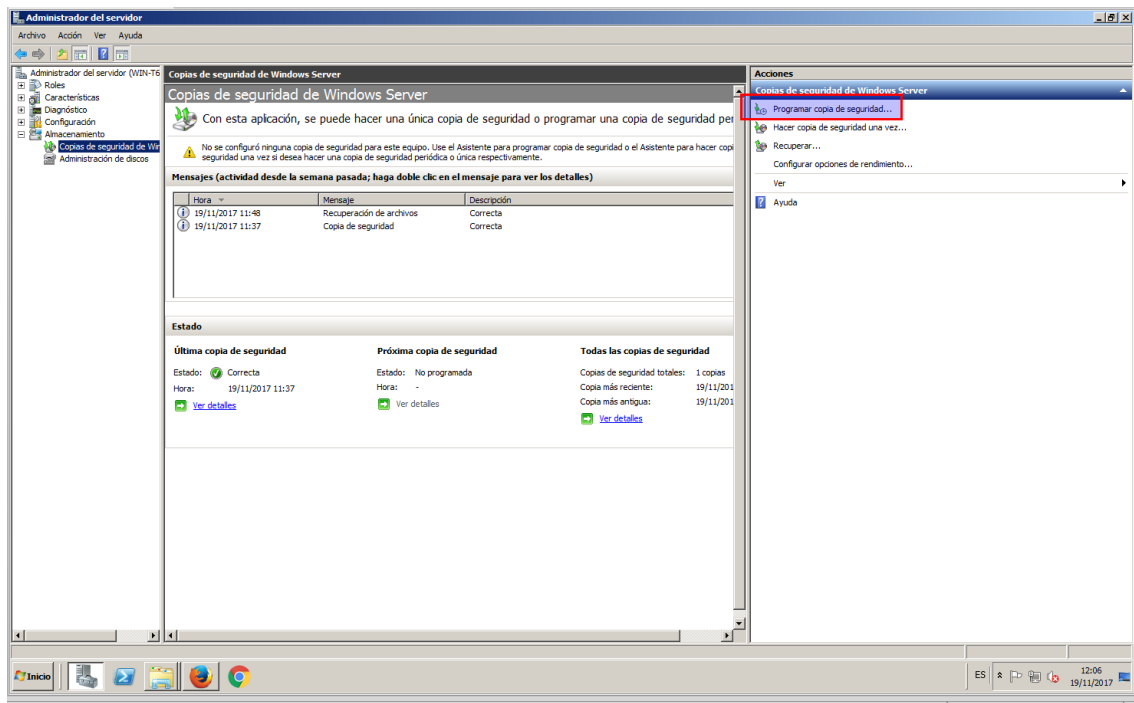 Administrador del servidor
Archivo Acción Ver Ayuda
Administrador del servidor (WIN-T6
Roles
Características
Diagnóstico
Configuración
Almacenamiento
Copias de seguridad de Wir
Administración de discos
Copias de seguridad de Windows Server
Copias de seguridad de Windows Server
Con esta aplicación, se puede hacer una única copia de seguridad o programar una copia de seguridad per
No se configuró ninguna copia de seguridad para este equipo. Use el Asistente para programar copia de seguridad o el Asistente para hacer copi
seguridad una vez si desea hacer una copia de seguridad periódica o única respectivamente.
Mensajes (actividad desde la semana pasada; haga doble clic en el mensaje para ver los detalles)
Hora Mensaje Descripción
19/11/2017 11:48 Recuperación de archivos Correcta
19/11/2017 11:37 Copia de seguridad Correcta
Estado
Última copia de seguridad
Estado: Correcta
Hora: 19/11/2017 11:37
Ver detalles
Próxima copia de seguridad
Estado: No programada
Hora: -
Ver detalles
Todas las copias de seguridad
Copias de seguridad totales: 1 copias
Copia más reciente: 19/11/201
Copia más antigua: 19/11/201
Ver detalles
Acciones
Copias de seguridad de Windows Server
Programar copia de seguridad...
Hacer copia de seguridad una vez...
Recuperar...
Configurar opciones de rendimiento...
Ver
Ayuda
Inicio
ES
12:06
19/11/2017